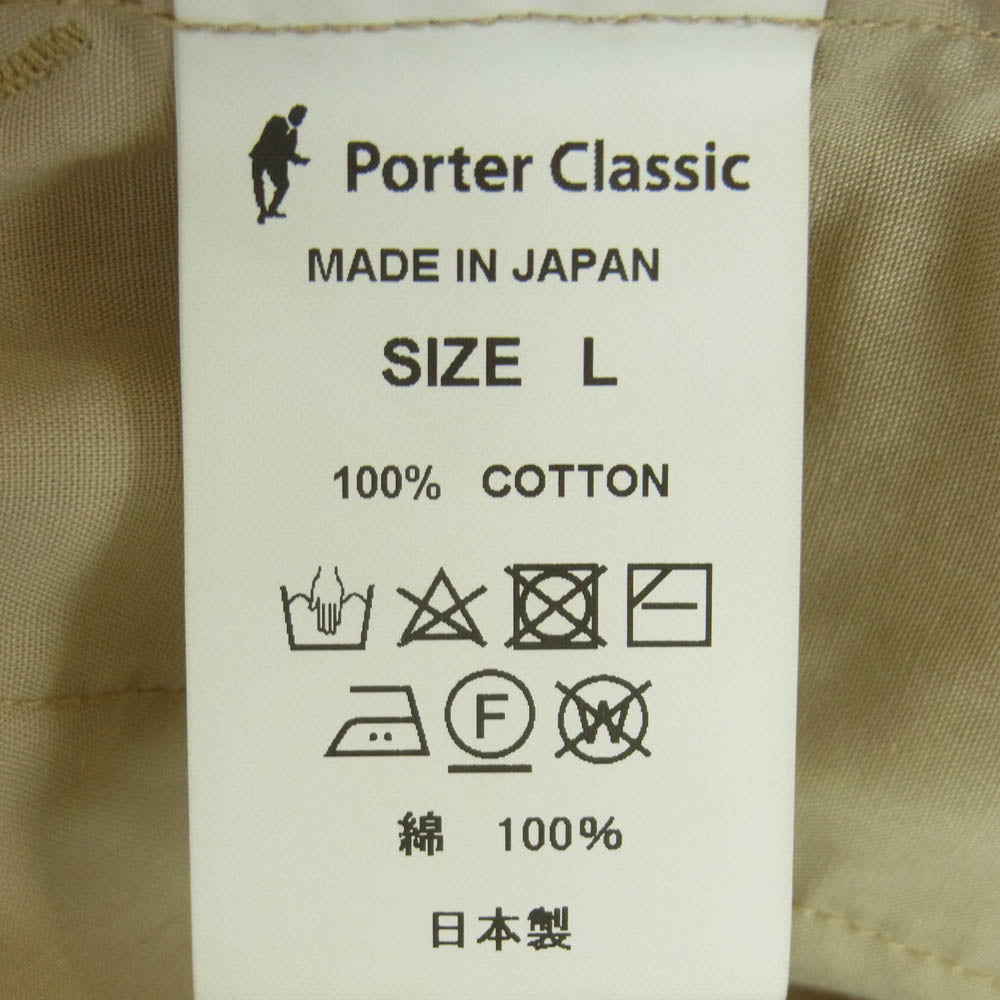 Porter Classic
MADE IN JAPAN
SIZE L
100% COTTON
F W
綿 100%
日本製